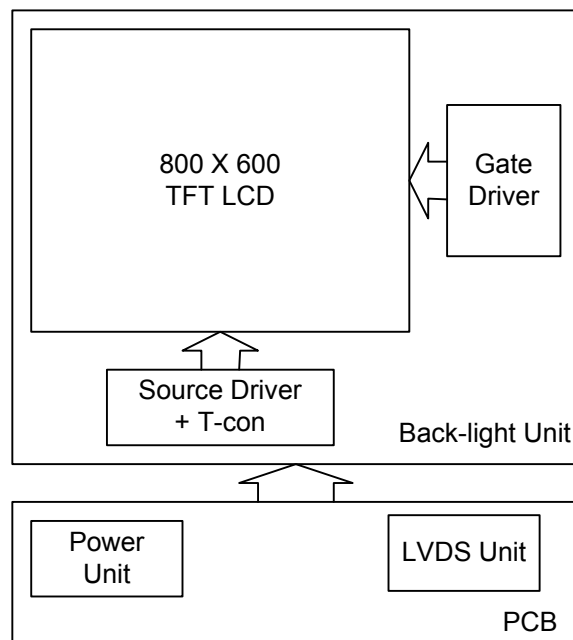 800 X 600
TFT LCD
Gate
Driver
Source Driver
+ T-con
Back-light Unit
Power
Unit
LVDS Unit
PCB